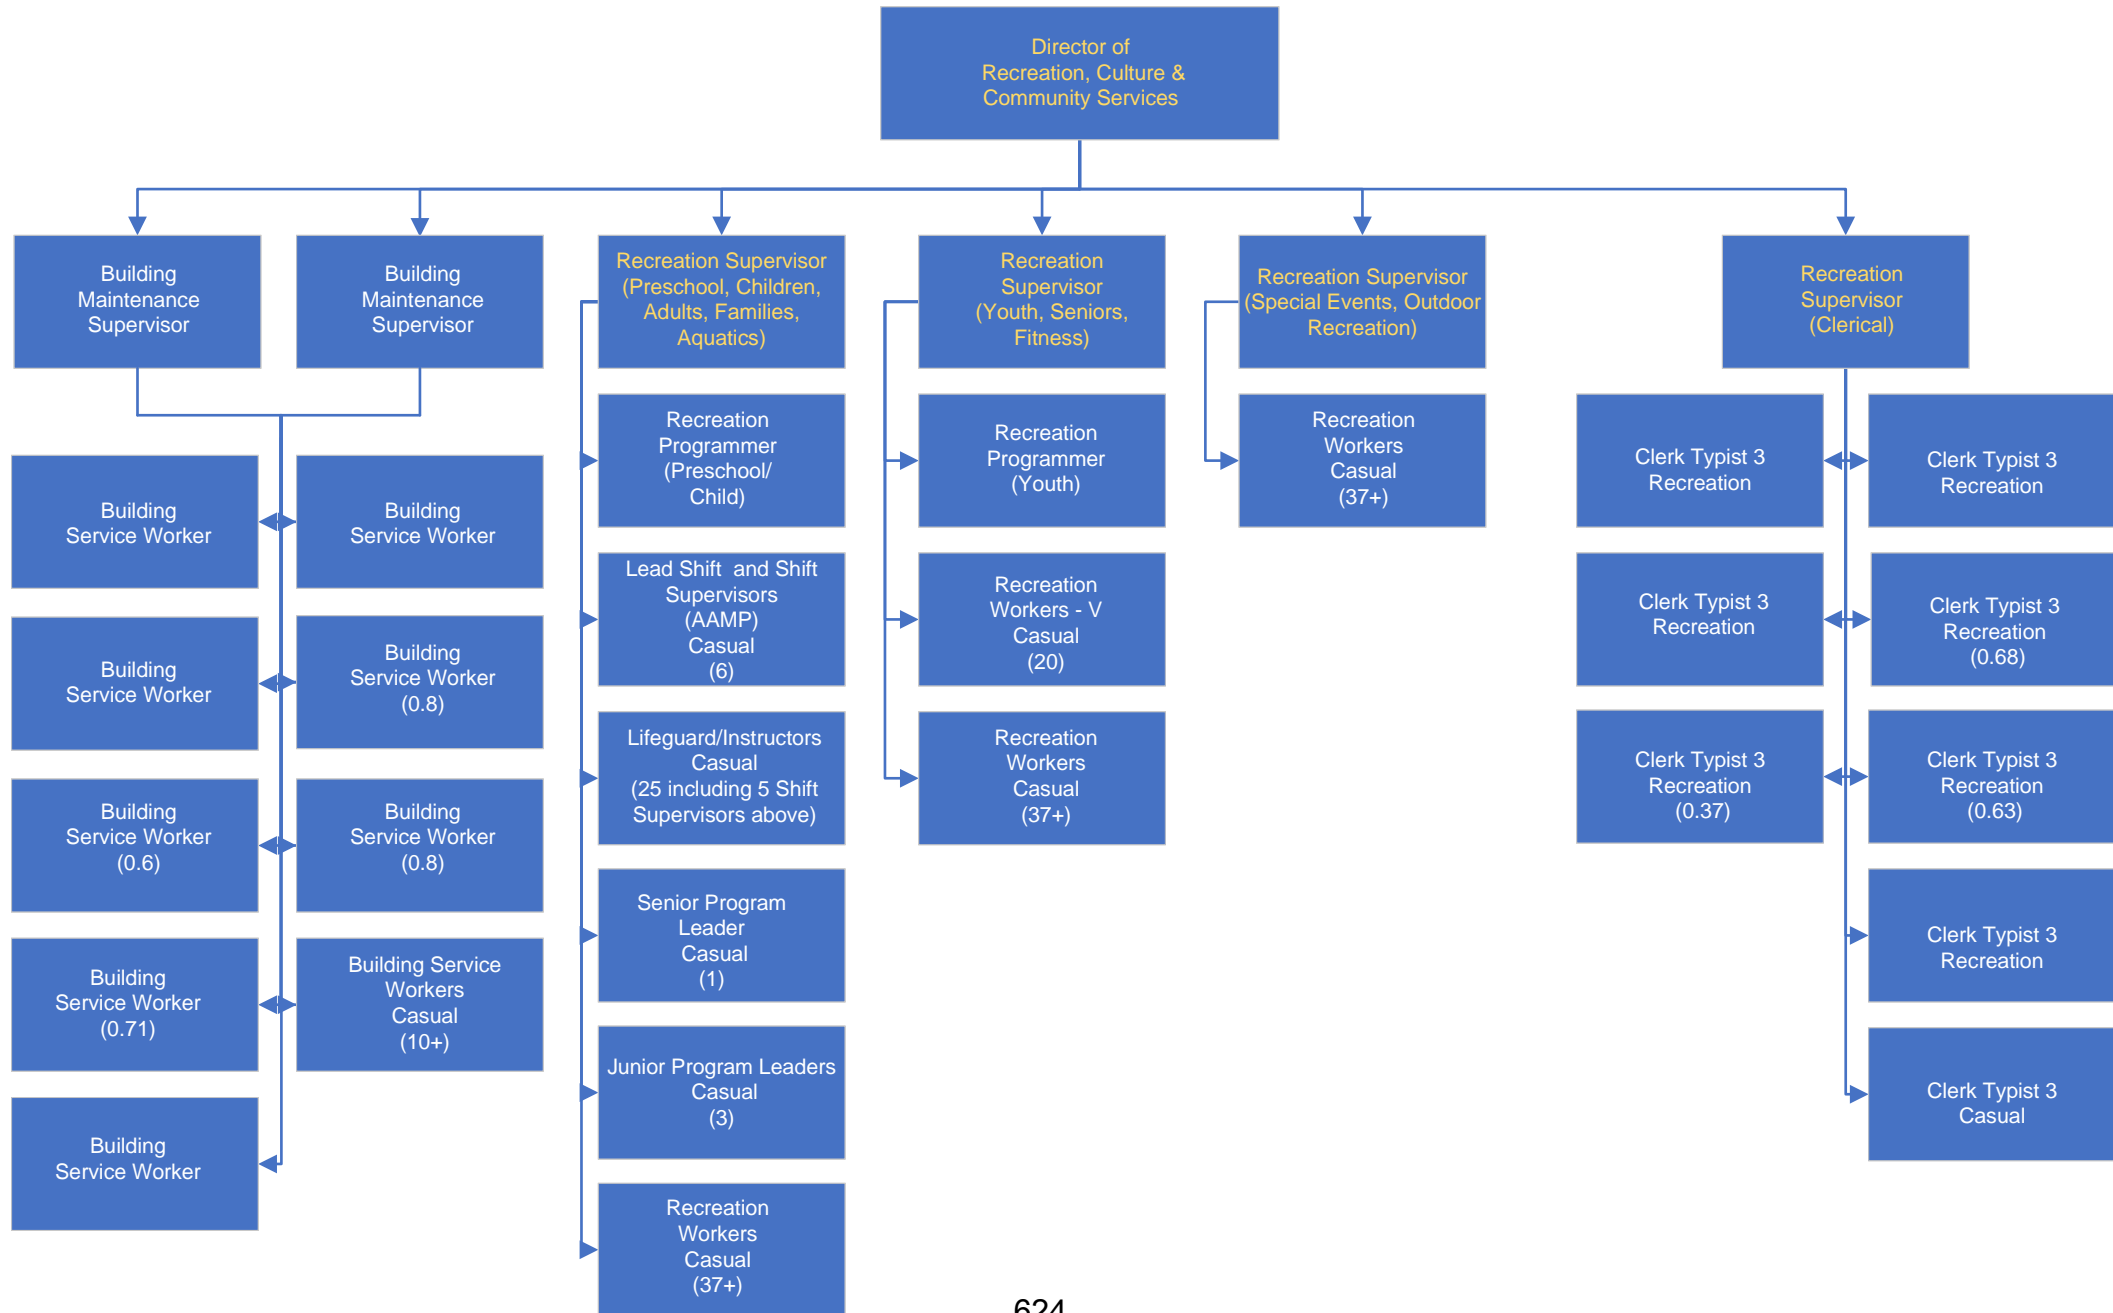 Director of
Recreation, Culture &
Community Services
Building
Maintenance
Supervisor
Building
Maintenance
Supervisor
Recreation Supervisor
(Preschool, Children,
Adults, Families,
Aquatics)
Recreation
Supervisor
(Youth, Seniors,
Fitness)
Recreation Supervisor
(Special Events, Outdoor
Recreation)
Recreation
Supervisor
(Clerical)
Building
Service Worker
Building
Service Worker
Building
Service Worker
Building
Service Worker
(0.8)
Building
Service Worker
(0.6)
Building
Service Worker
(0.8)
Building
Service Worker
(0.71)
Building Service
Workers
Casual
(10+)
Building
Service Worker
Recreation
Programmer
(Preschool/
Child)
Lead Shift  and Shift
Supervisors
(AAMP)
Casual
(6)
Lifeguard/Instructors
Casual
(25 including 5 Shift
Supervisors above)
Senior Program
Leader
Casual
(1)
Junior Program Leaders
Casual
(3)
Recreation
Workers
Casual
(37+)
Recreation
Programmer
(Youth)
Recreation
Workers - V
Casual
(20)
Recreation
Workers
Casual
(37+)
Recreation
Workers
Casual
(37+)
Clerk Typist 3
Recreation
Clerk Typist 3
Recreation
Clerk Typist 3
Recreation
Clerk Typist 3
Recreation
(0.68)
Clerk Typist 3
Recreation
(0.37)
Clerk Typist 3
Recreation
(0.63)
Clerk Typist 3
Recreation
Clerk Typist 3
Casual
624